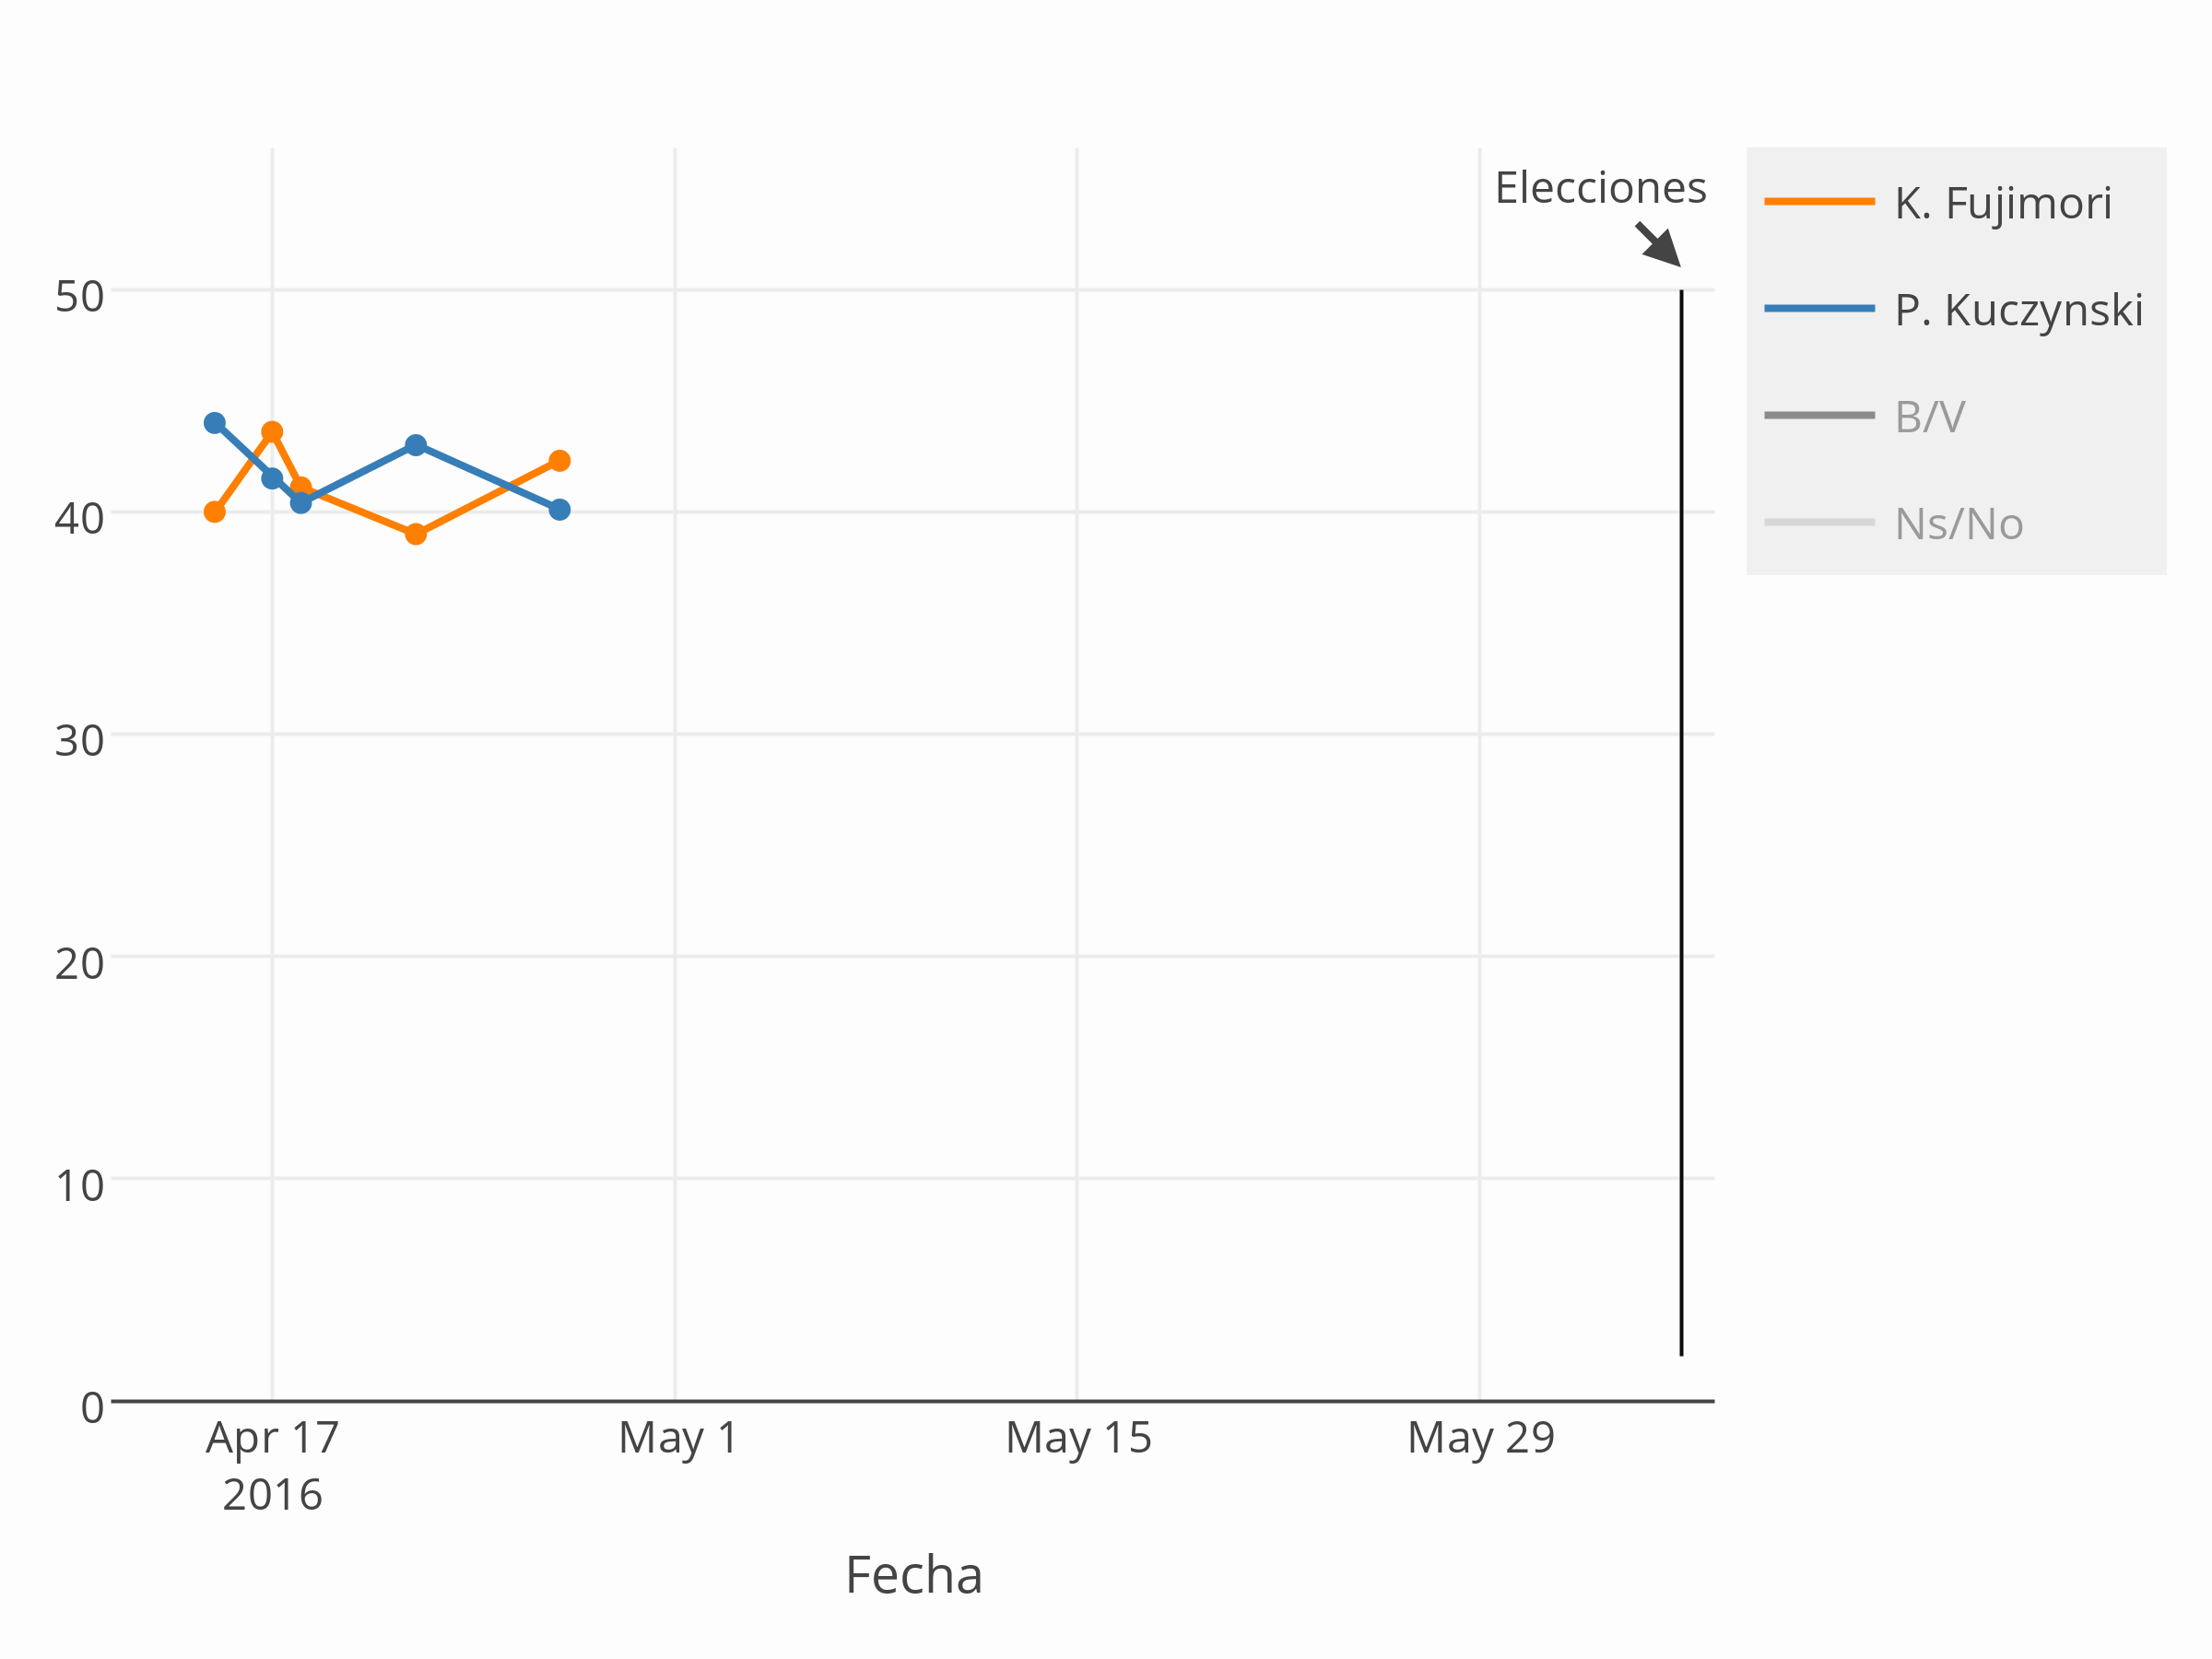 Elecciones
K. Fujimori
P. Kuczynski
B/V
Ns/No
50
40
30
20
10
0
Apr 17
2016
May 1
May 15
May 29
Fecha